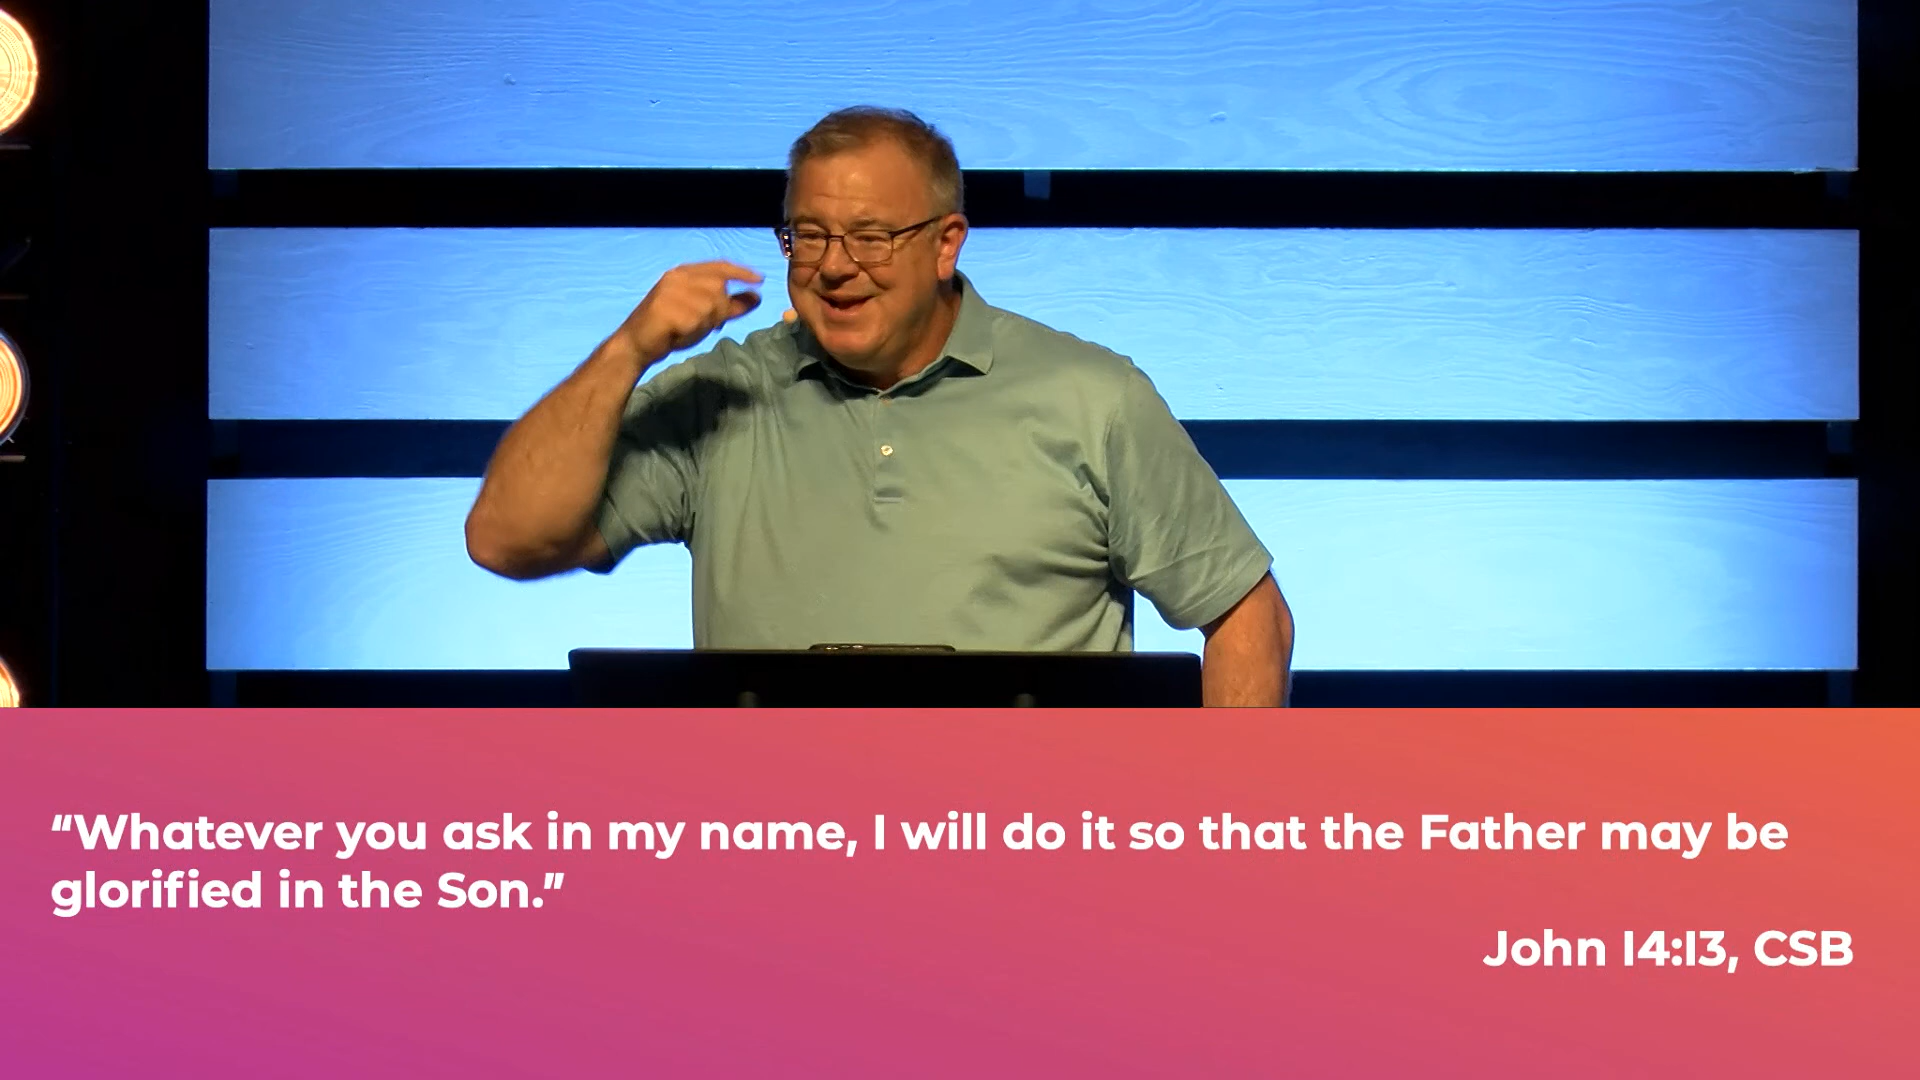 “Whatever you ask in my name, I will do it so that the Father may be
glorified in the Son.”
John 14:13, CSB